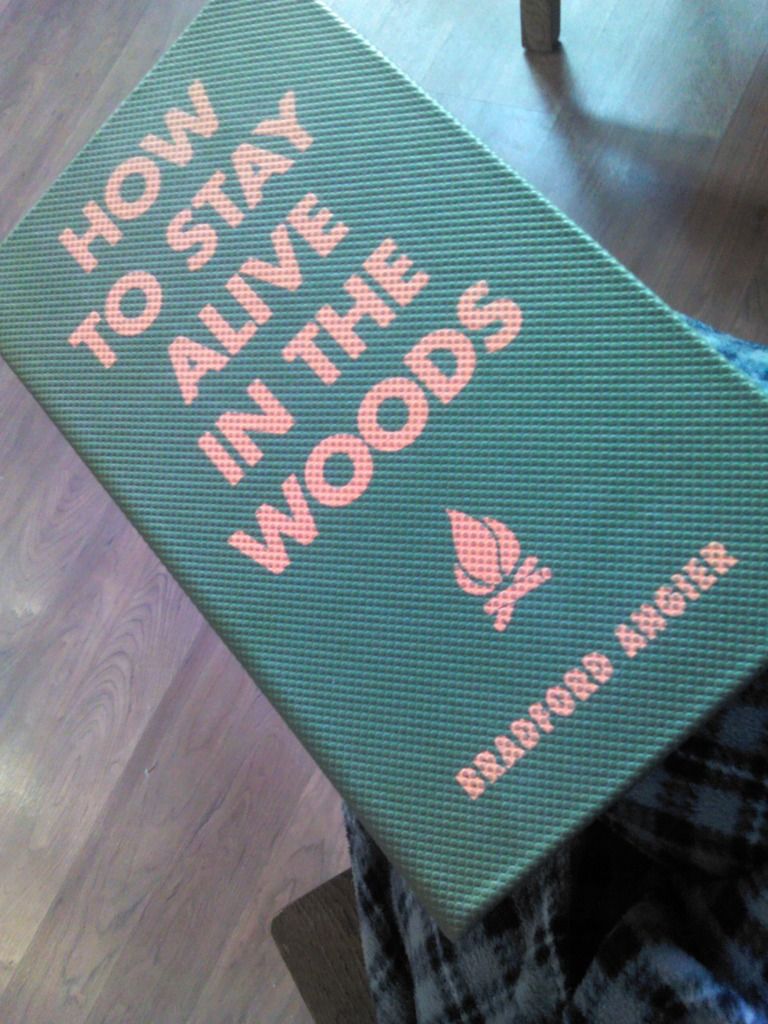 HOW
TO STAY
ALIVE
IN THE
WOODS
BRADFORD ANGIER